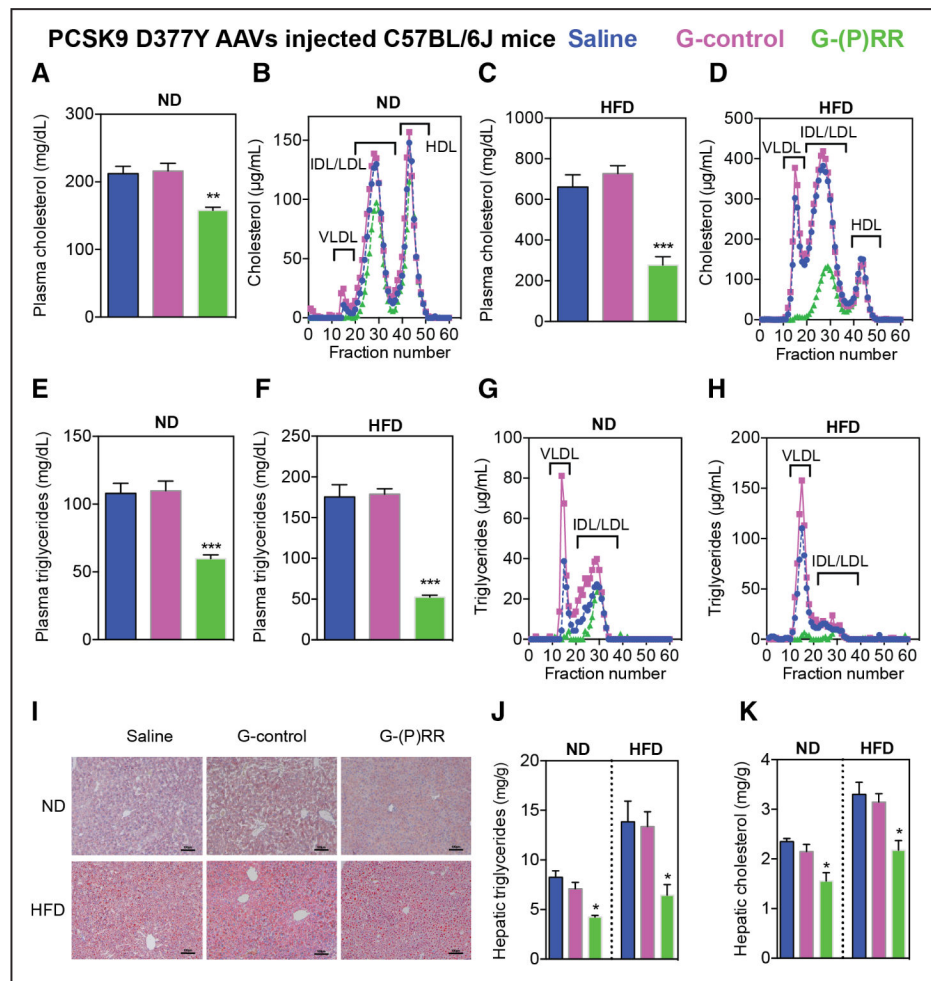 PCSK9 D377Y AAVs injected C57BL/6J mice Saline G-control G-(P)RR
A
ND
Plasma cholesterol (mg/dL)
300
200
100
0
**
B
ND
Cholesterol (µg/mL)
150
100
50
0
VLDL
IDL/LDL
HDL
0 10 20 30 40 50 60
Fraction number
C
HFD
Plasma cholesterol (mg/dL)
1000
800
600
400
200
0
***
D
HFD
Cholesterol (µg/mL)
500
400
300
200
100
0
VLDL
IDL/LDL
HDL
0 10 20 30 40 50 60
Fraction number
E
ND
Plasma triglycerides (mg/dL)
150
100
50
0
***
F
HFD
Plasma triglycerides (mg/dL)
250
200
150
100
50
0
***
G
ND
Triglycerides (µg/mL)
100
80
60
40
20
0
VLDL
IDL/LDL
0 10 20 30 40 50 60
Fraction number
H
HFD
Triglycerides (µg/mL)
200
150
100
50
0
VLDL
IDL/LDL
0 10 20 30 40 50 60
Fraction number
I
Saline G-control G-(P)RR
ND
HFD
J
ND HFD
Hepatic triglycerides (mg/g)
20
15
10
5
0
*
*
K
ND HFD
Hepatic cholesterol (mg/g)
4
3
2
1
0
*
*